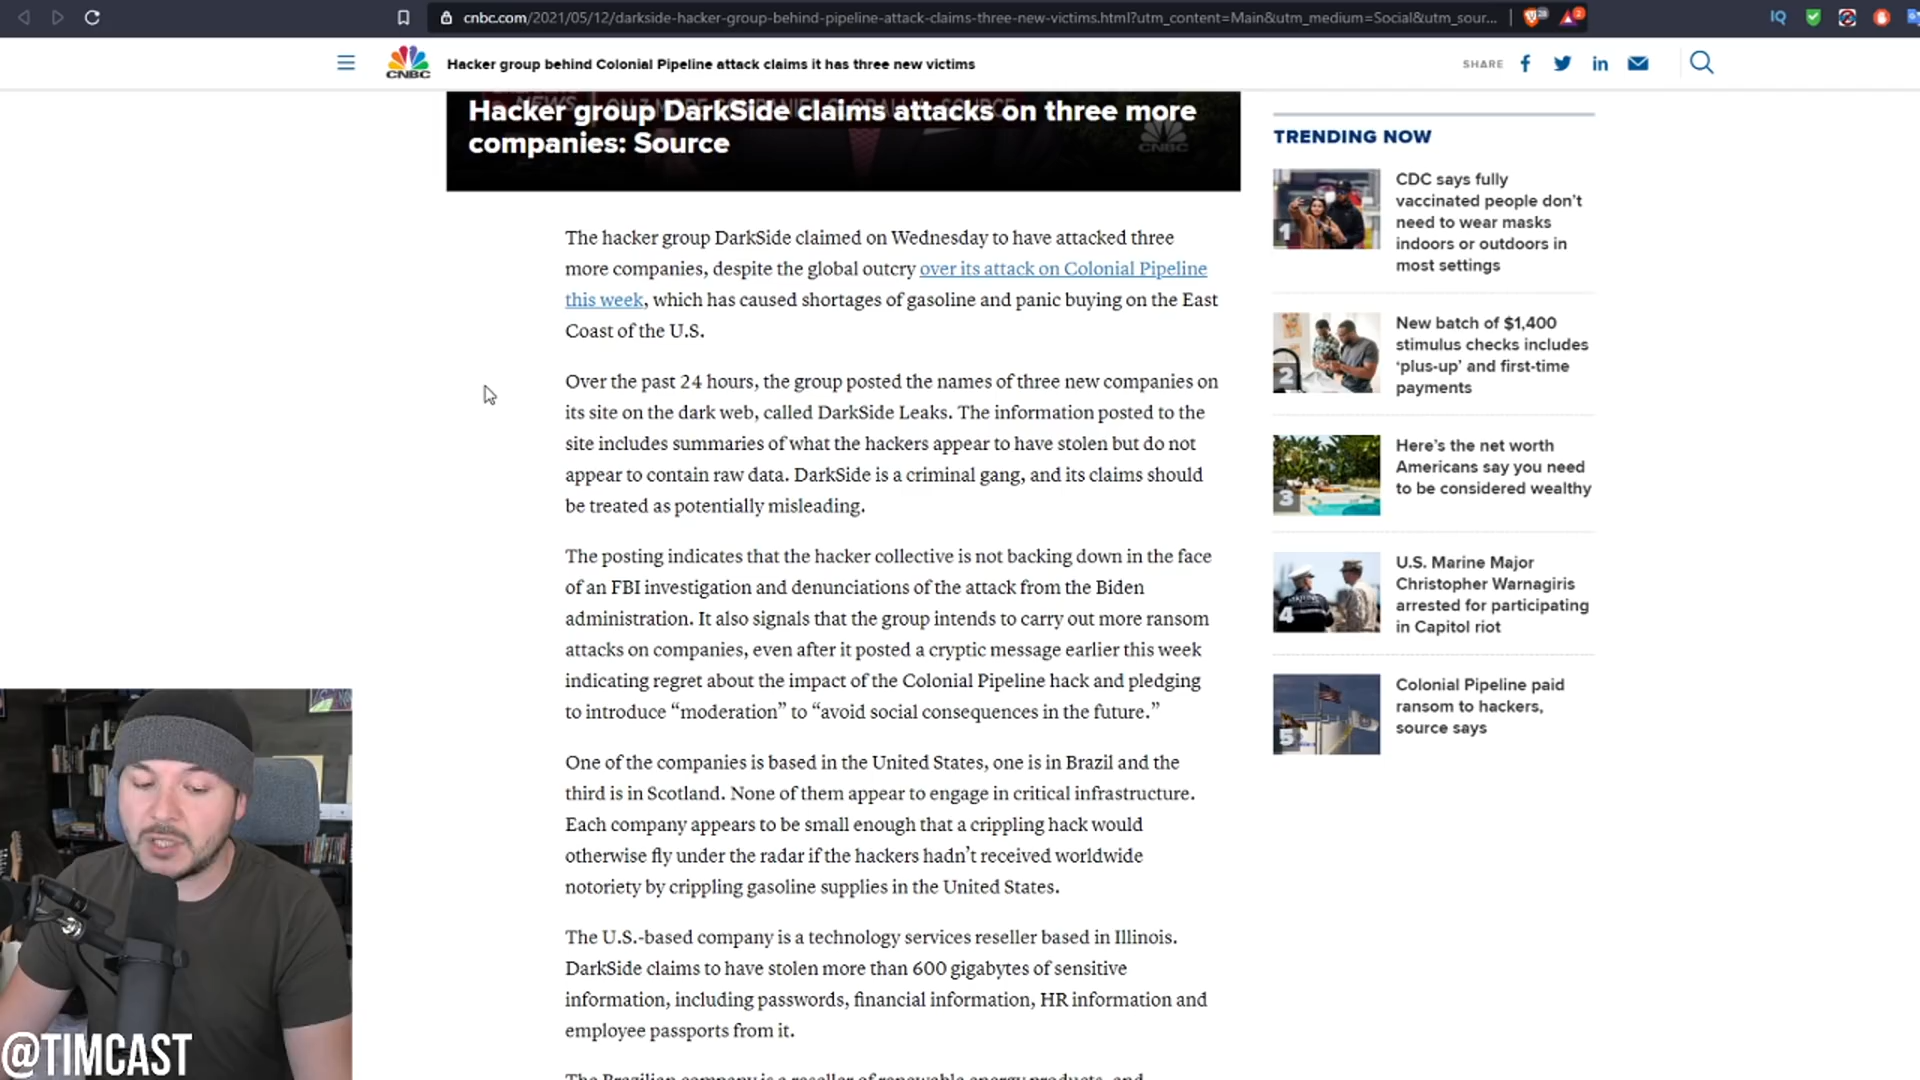 cnbc.com/2021/05/12/darkside-hacker-group-behind-pipeline-attack-claims-three-new-victims.html?utm_content=Main&utm_medium=Social&utm_sour...
CNBC
Hacker group behind Colonial Pipeline attack claims it has three new victims
SHARE
Hacker group DarkSide claims attacks on three more
companies: Source
The hacker group DarkSide claimed on Wednesday to have attacked three
more companies, despite the global outcry over its attack on Colonial Pipeline
this week, which has caused shortages of gasoline and panic buying on the East
Coast of the U.S.
Over the past 24 hours, the group posted the names of three new companies on
its site on the dark web, called DarkSide Leaks. The information posted to the
site includes summaries of what the hackers appear to have stolen but do not
appear to contain raw data. DarkSide is a criminal gang, and its claims should
be treated as potentially misleading.
The posting indicates that the hacker collective is not backing down in the face
of an FBI investigation and denunciations of the attack from the Biden
administration. It also signals that the group intends to carry out more ransom
attacks on companies, even after it posted a cryptic message earlier this week
indicating regret about the impact of the Colonial Pipeline hack and pledging
to introduce “moderation” to “avoid social consequences in the future.”
One of the companies is based in the United States, one is in Brazil and the
third is in Scotland. None of them appear to engage in critical infrastructure.
Each company appears to be small enough that a crippling hack would
otherwise fly under the radar if the hackers hadn’t received worldwide
notoriety by crippling gasoline supplies in the United States.
The U.S.-based company is a technology services reseller based in Illinois.
DarkSide claims to have stolen more than 600 gigabytes of sensitive
information, including passwords, financial information, HR information and
employee passports from it.
The Brazilian company is a reseller of renewable energy products, and
TRENDING NOW
1
CDC says fully
vaccinated people don’t
need to wear masks
indoors or outdoors in
most settings
2
New batch of $1,400
stimulus checks includes
‘plus-up’ and first-time
payments
3
Here’s the net worth
Americans say you need
to be considered wealthy
4
U.S. Marine Major
Christopher Warnagiris
arrested for participating
in Capitol riot
5
Colonial Pipeline paid
ransom to hackers,
source says
@TIMCAST